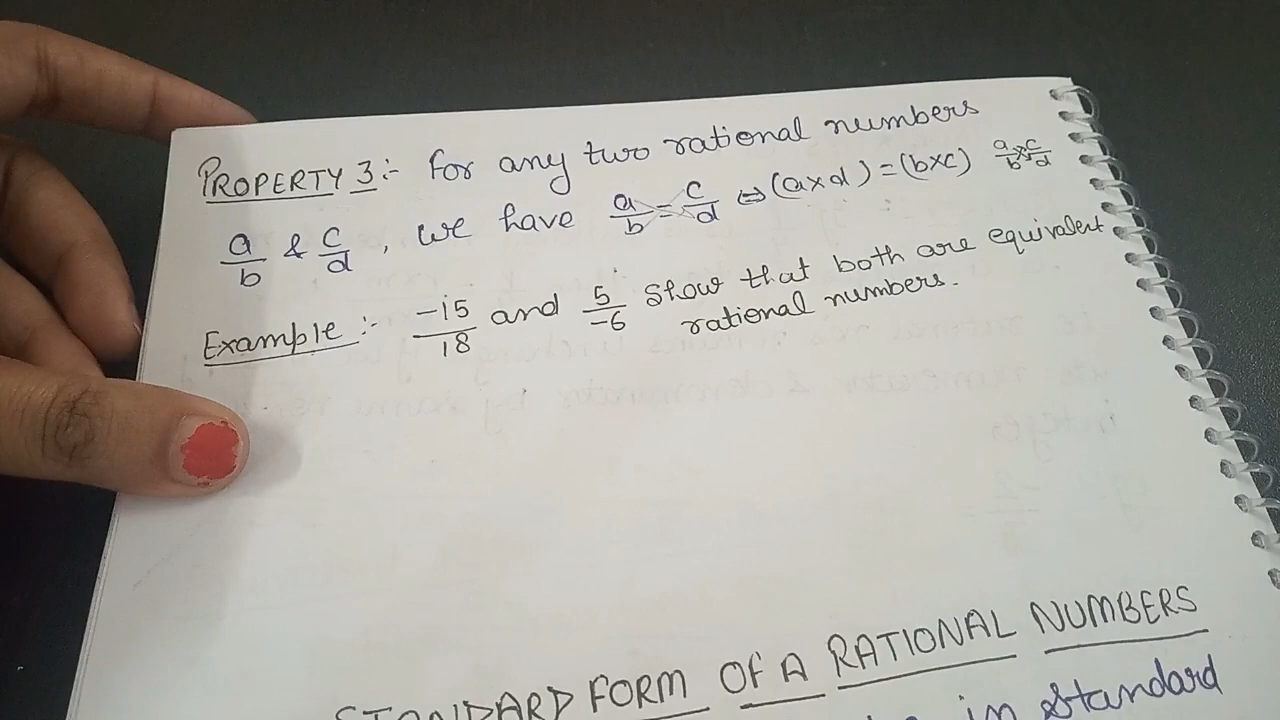 PROPERTY 3:- For any two rational numbers
a/b & c/d, we have a/b = c/d ⇔ (a×d) = (b×c) a/b × c/d
Example:- -15/18 and 5/-6 Show that both are equivalent
rational numbers.
STANDARD FORM OF A RATIONAL NUMBERS
in standard